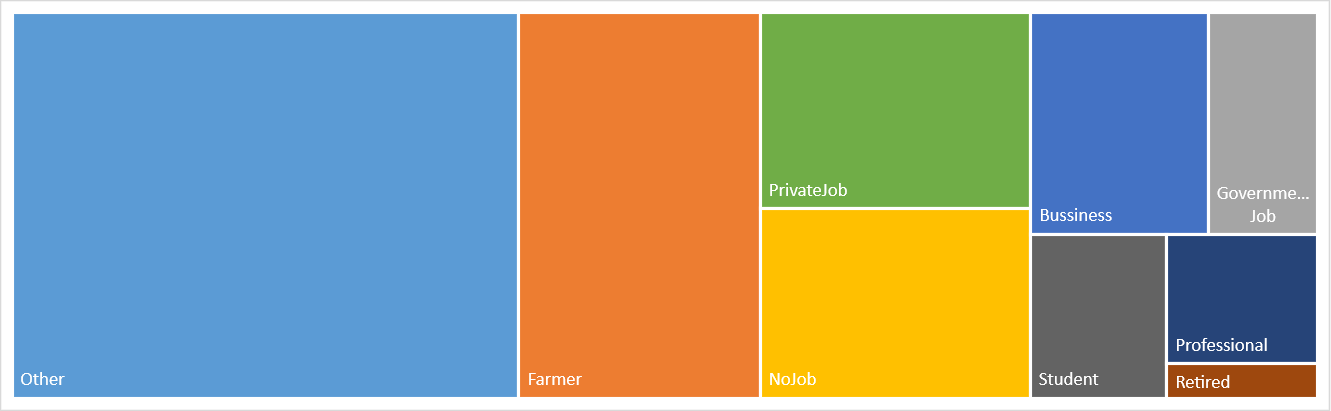 Other
Farmer
PrivateJob
NoJob
Bussiness
Governme...
Job
Student
Professional
Retired